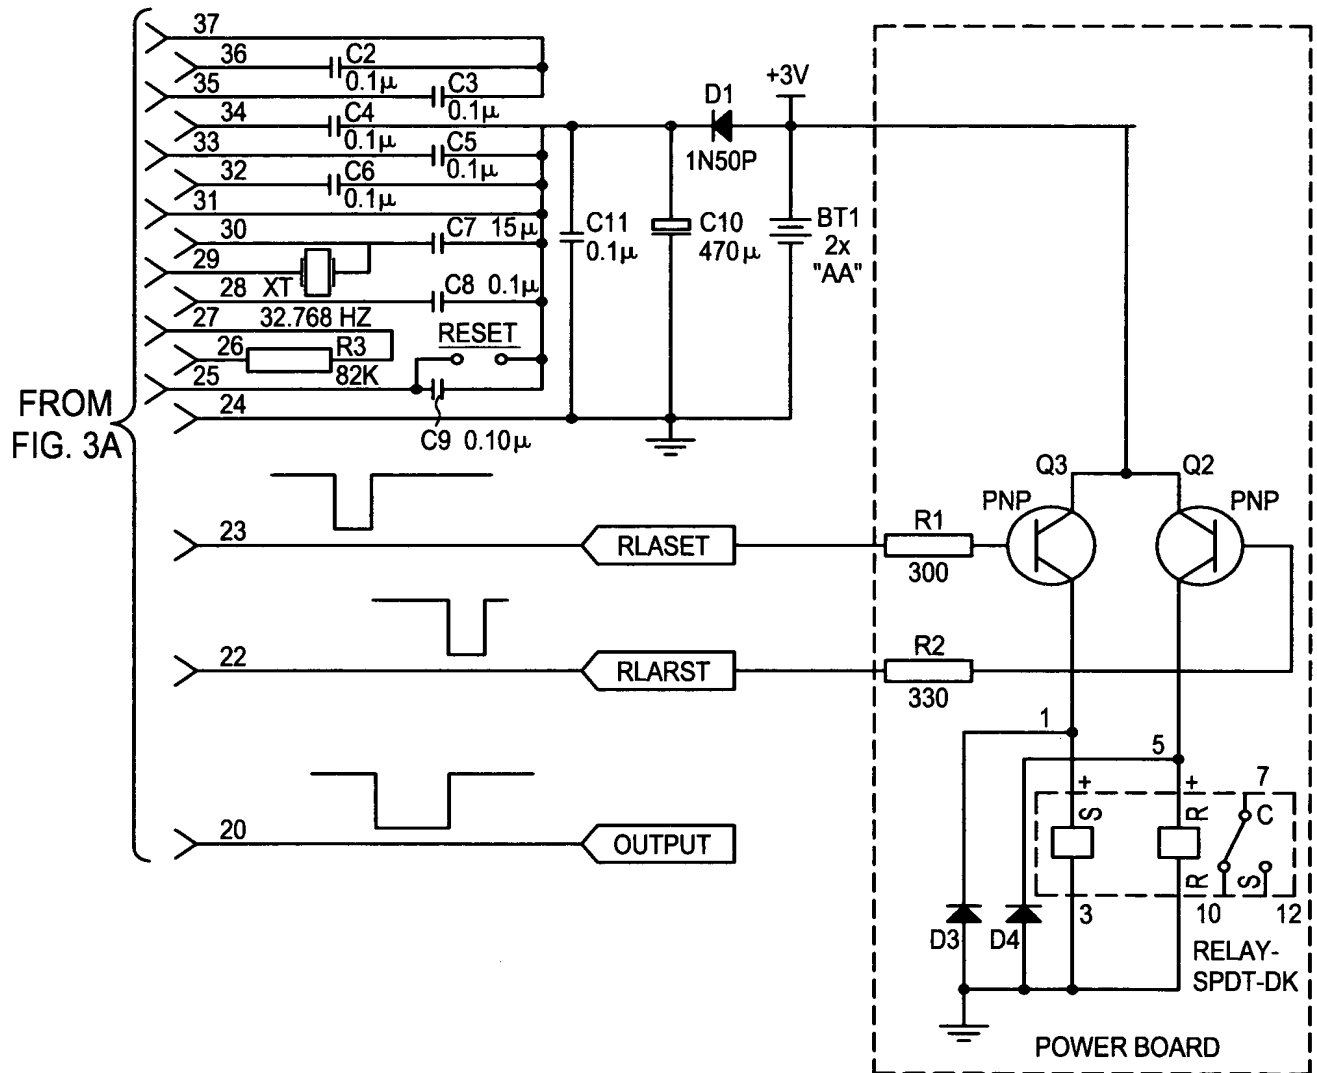 37
36
C2
0.1µ
35
C3
0.1µ
34
C4
0.1µ
33
C5
0.1µ
32
C6
0.1µ
31
30
C7 15µ
29
XT
32.768 HZ
28
C8 0.1µ
27
RESET
26
R3
82K
25
24
C9 0.10µ
C11
0.1µ
C10
470µ
D1
1N50P
+3V
BT1
2x
"AA"
FROM
FIG. 3A
23
RLASET
R1
300
22
RLARST
R2
330
20
OUTPUT
Q3
PNP
Q2
PNP
1
5
+
+
7
S
R
C
R
S
3
10
12
D3
D4
RELAY-
SPDT-DK
POWER BOARD